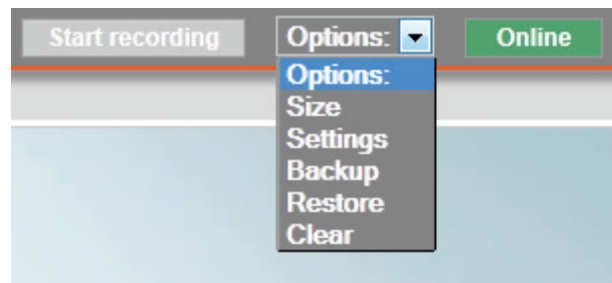 Start recording
Options:
Online
Options:
Size
Settings
Backup
Restore
Clear